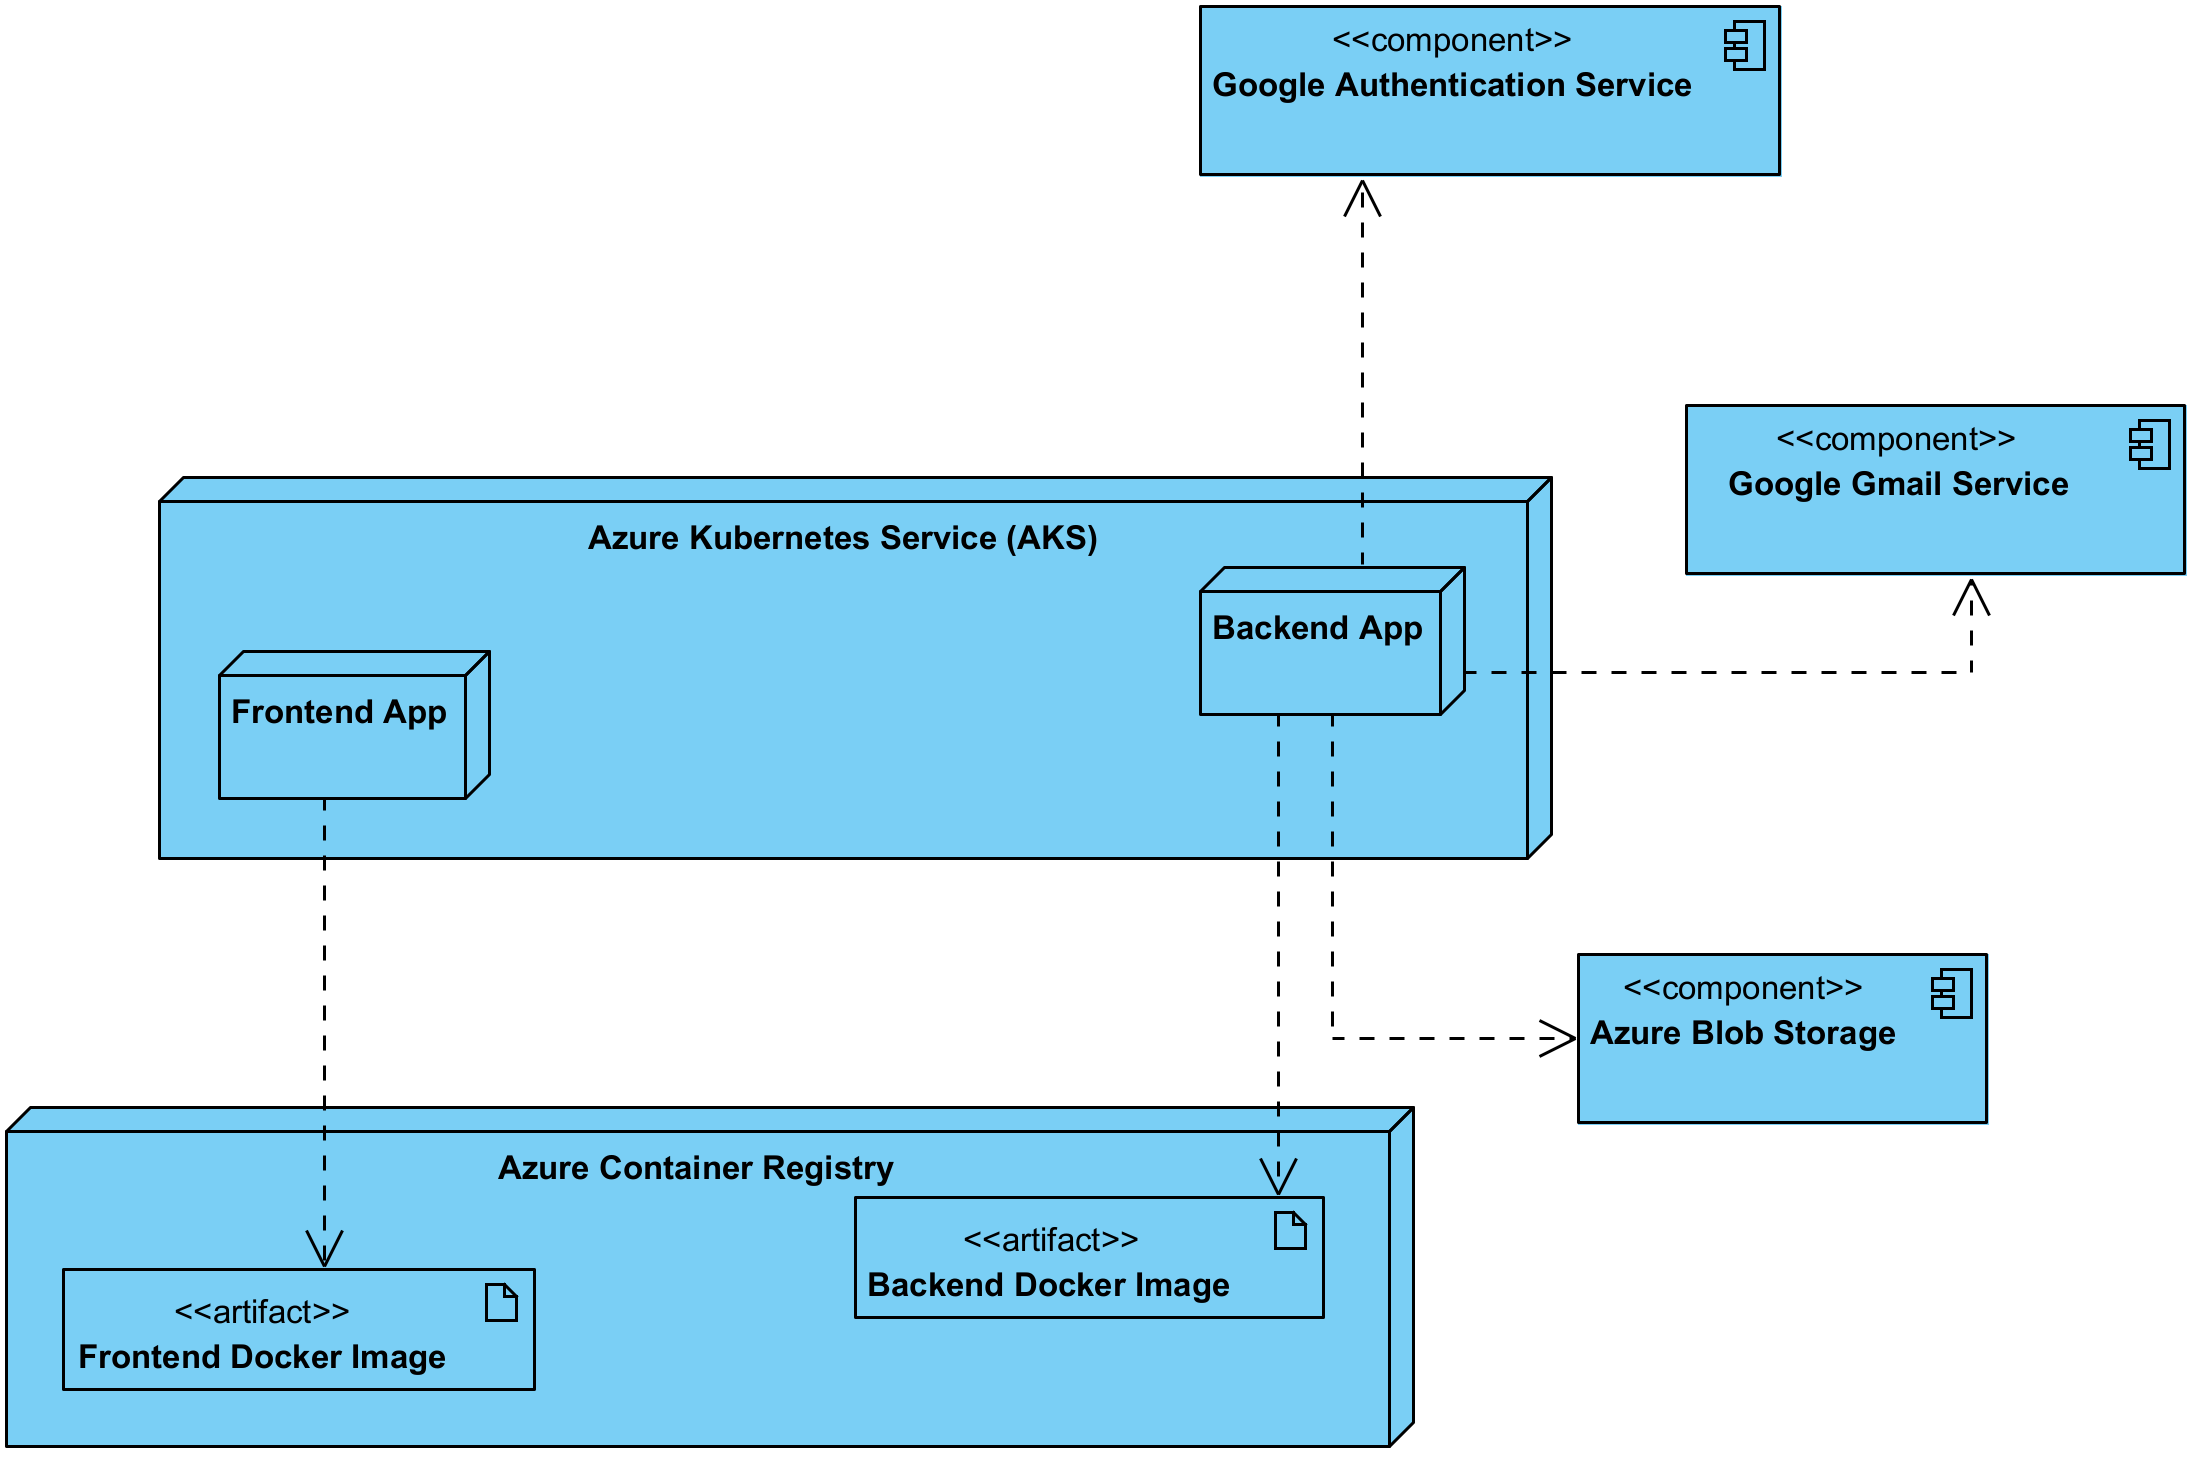 <<component>>
Google Authentication Service
<<component>>
Google Gmail Service
Azure Kubernetes Service (AKS)
Backend App
Frontend App
<<component>>
Azure Blob Storage
Azure Container Registry
<<artifact>>
Backend Docker Image
<<artifact>>
Frontend Docker Image